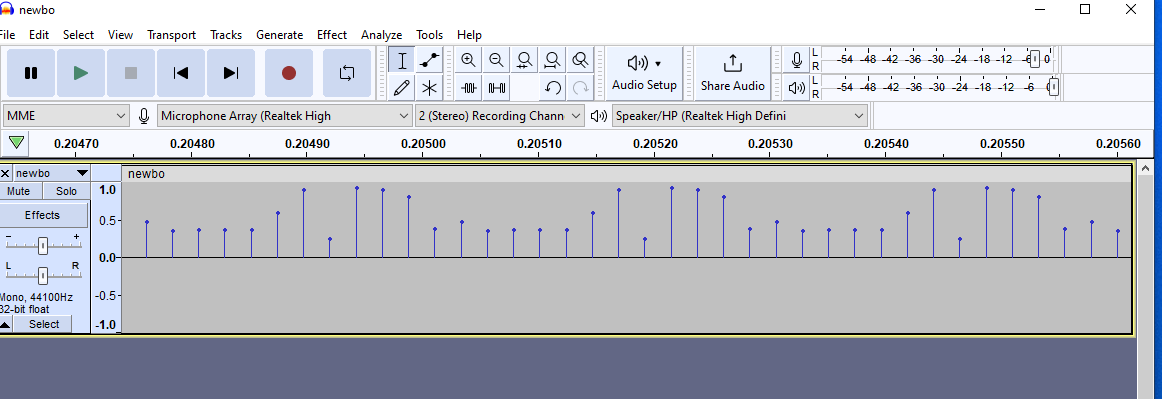 newbo
File Edit Select View Transport Tracks Generate Effect Analyze Tools Help
Audio Setup
Share Audio
L
R
-54 -48 -42 -36 -30 -24 -18 -12 -6 0
L
R
-54 -48 -42 -36 -30 -24 -18 -12 -6 0
MME
Microphone Array (Realtek High
2 (Stereo) Recording Chann
Speaker/HP (Realtek High Defini
0.20470 0.20480 0.20490 0.20500 0.20510 0.20520 0.20530 0.20540 0.20550 0.20560
newbo
Mute Solo
Effects
- +
L R
Mono, 44100Hz
32-bit float
Select
1.0
0.5
0.0
-0.5
-1.0
newbo